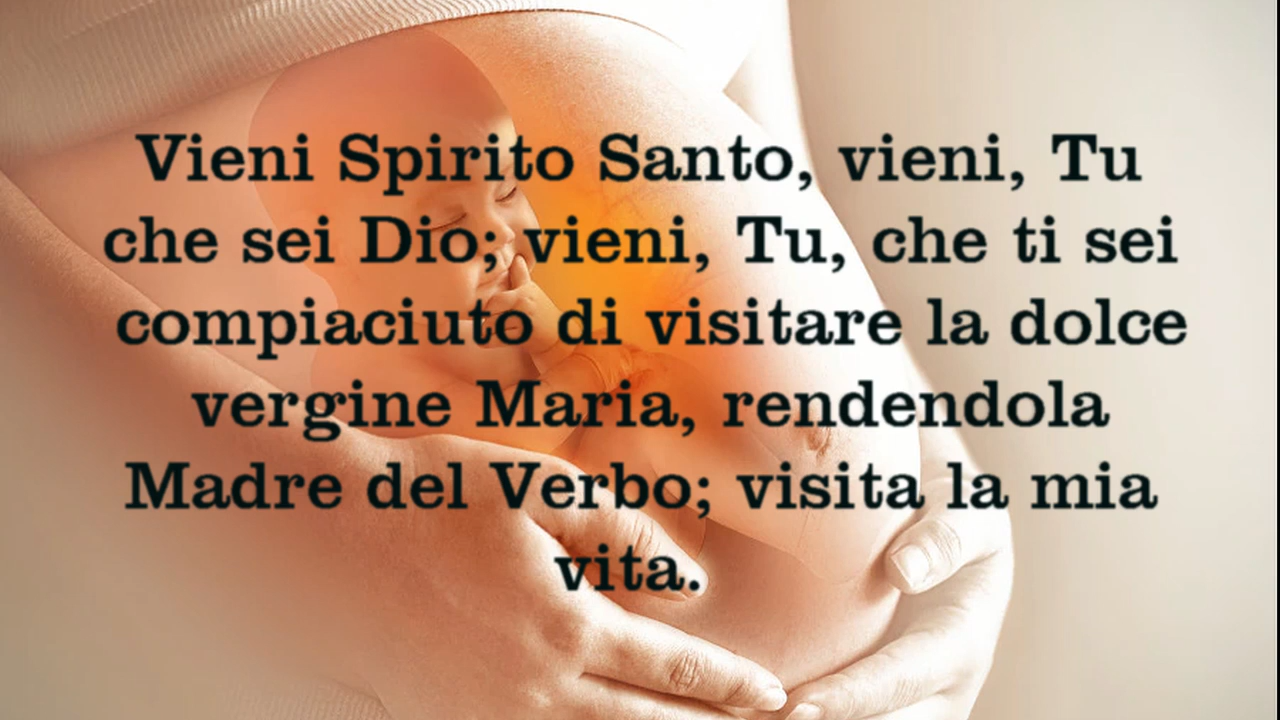 Vieni Spirito Santo, vieni, Tu
che sei Dio; vieni, Tu, che ti sei
compiaciuto di visitare la dolce
vergine Maria, rendendola
Madre del Verbo; visita la mia
vita.